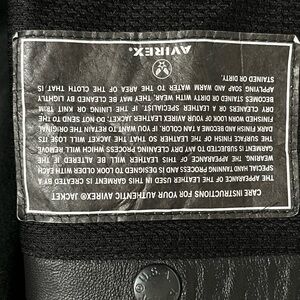 CARE INSTRUCTIONS FOR YOUR AUTHENTIC AVIREX® JACKET
THE APPEARANCE OF THE LEATHER IN THIS GARMENT IS CREATED BY A
SPECIAL HAND TANNING PROCESS AND IS DESIGNED TO LOOK OLDER WITH EACH
WEARING. THE APPEARANCE OF THIS LEATHER WILL BE ALTERED IF THE
GARMENT IS SUBJECTED TO ANY DRY CLEANING PROCESS WHICH WILL REMOVE
THE SURFACE FINISH OF THE LEATHER SO THAT THE JACKET WILL LOSE ITS
DARK FINISH AND BECOME A TAN COLOR. IF YOU WANT TO RETAIN THE ORIGINAL
FINISHED WORN LOOK OF YOUR LEATHER JACKET; DO NOT SEND TO THE
DRY CLEANERS OR A "LEATHER SPECIALIST". IF THE LINING OR KNIT TRIM
BECOMES STAINED OR DIRTY WITH WEAR, THEY MAY BE CLEANED BY LIGHTLY
APPLYING SOAP AND WARM WATER TO THE AREA OF THE CLOTH THAT IS
STAINED OR DIRTY.
AVIREX®
U.S.